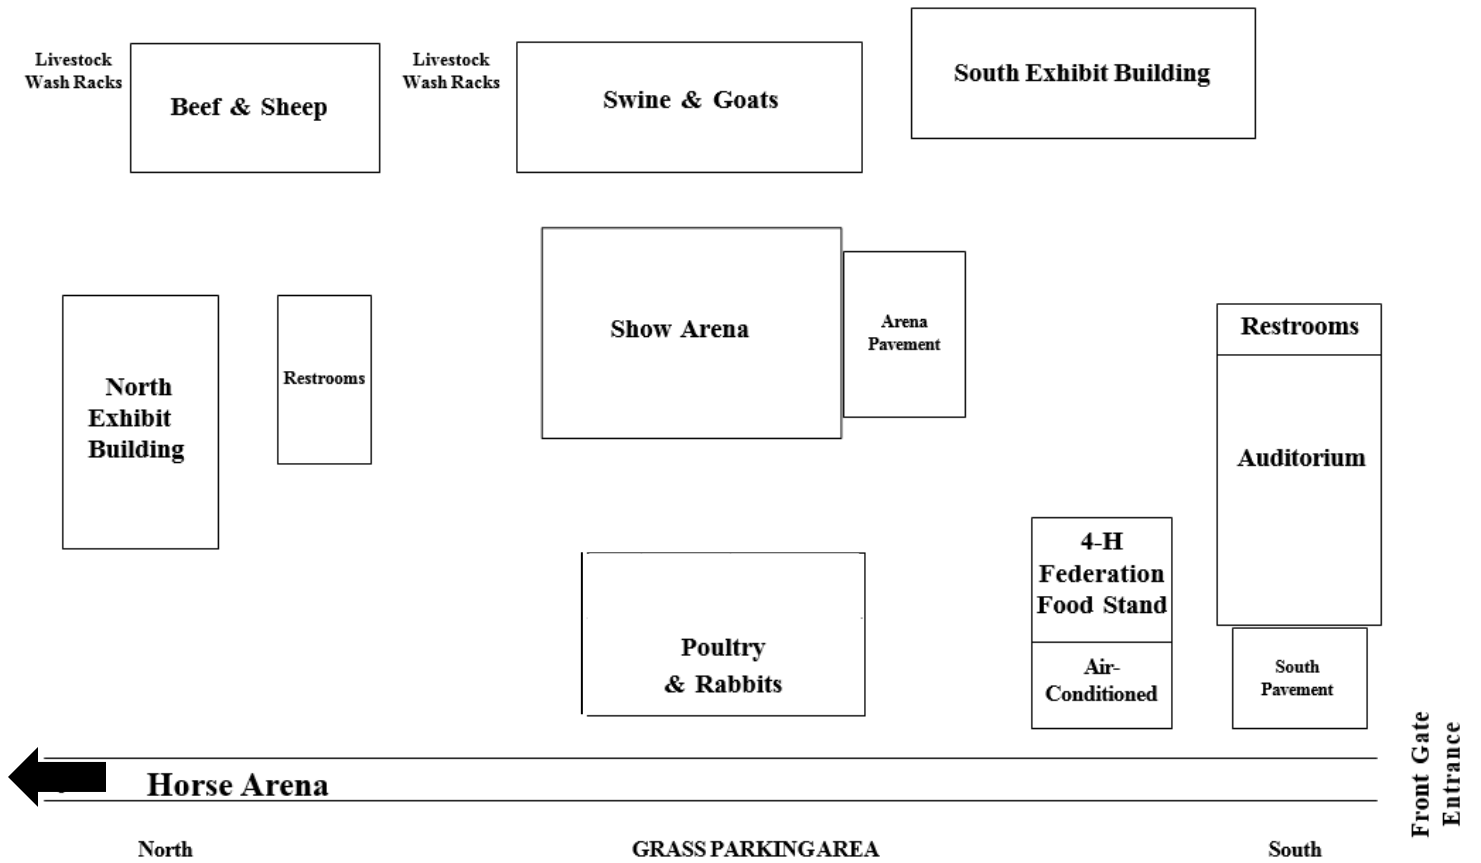 South Exhibit Building
Livestock
Wash Racks
Beef & Sheep
Livestock
Wash Racks
Swine & Goats
North
Exhibit
Building
Restrooms
Show Arena
Arena
Pavement
Restrooms
Auditorium
4-H
Federation
Food Stand
Air-
Conditioned
South
Pavement
Poultry
& Rabbits
Horse Arena
Front Gate
Entrance
North
GRASS PARKING AREA
South